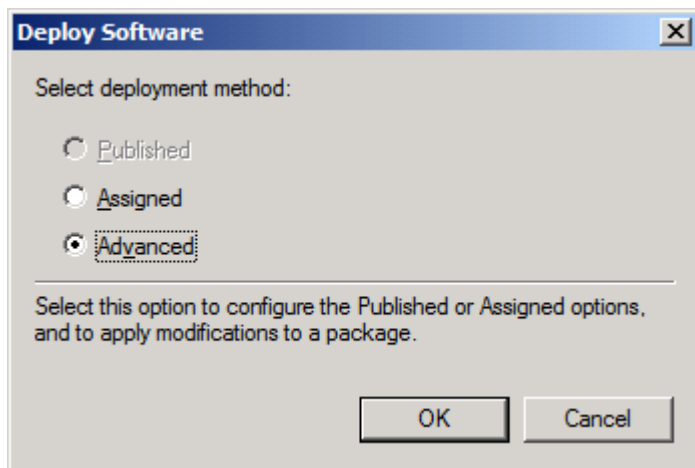 Deploy Software
Select deployment method:
Published
Assigned
Advanced
Select this option to configure the Published or Assigned options,
and to apply modifications to a package.
OK Cancel